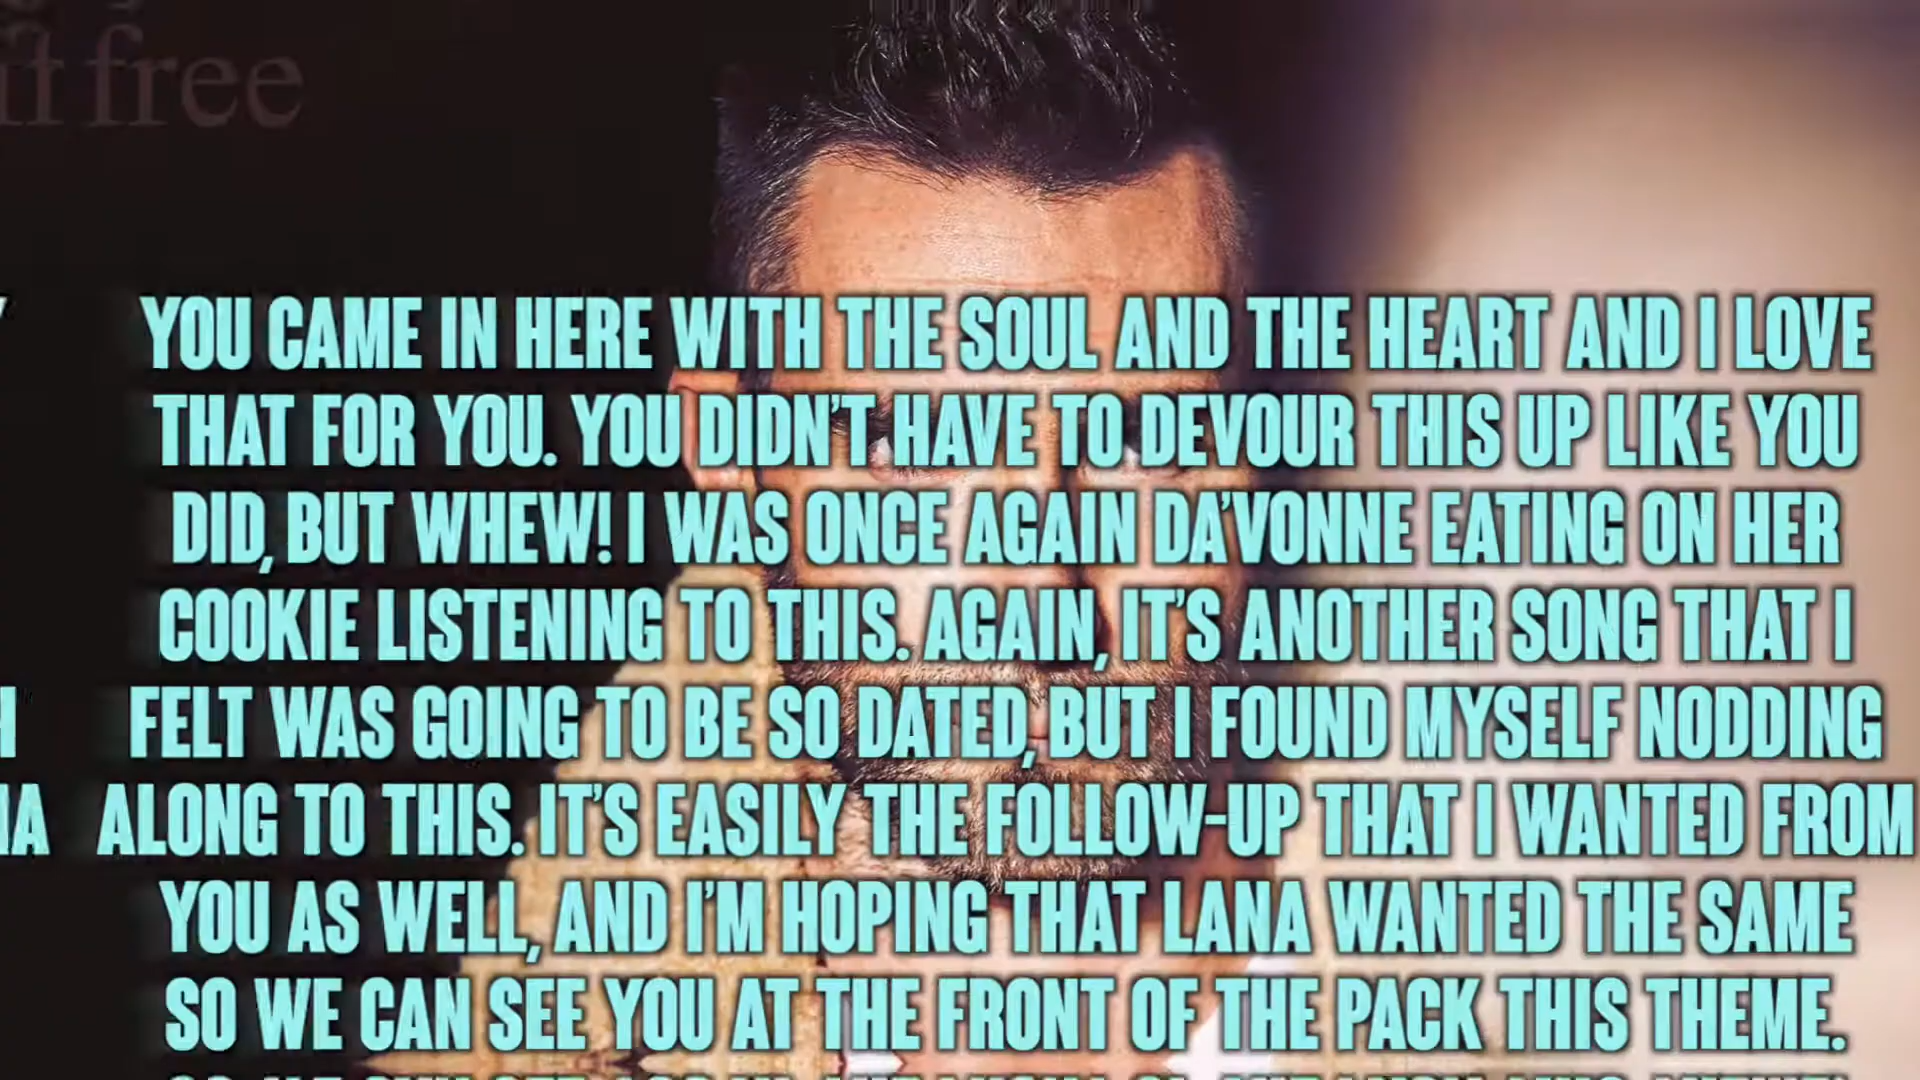 it free
YOU CAME IN HERE WITH THE SOUL AND THE HEART AND I LOVE
THAT FOR YOU. YOU DIDN'T HAVE TO DEVOUR THIS UP LIKE YOU
DID, BUT WHEW! I WAS ONCE AGAIN DA'VONNE EATING ON HER
COOKIE LISTENING TO THIS. AGAIN, IT'S ANOTHER SONG THAT I
FELT WAS GOING TO BE SO DATED, BUT I FOUND MYSELF NODDING
ALONG TO THIS. IT'S EASILY THE FOLLOW-UP THAT I WANTED FROM
YOU AS WELL, AND I'M HOPING THAT LANA WANTED THE SAME
SO WE CAN SEE YOU AT THE FRONT OF THE PACK THIS THEME.